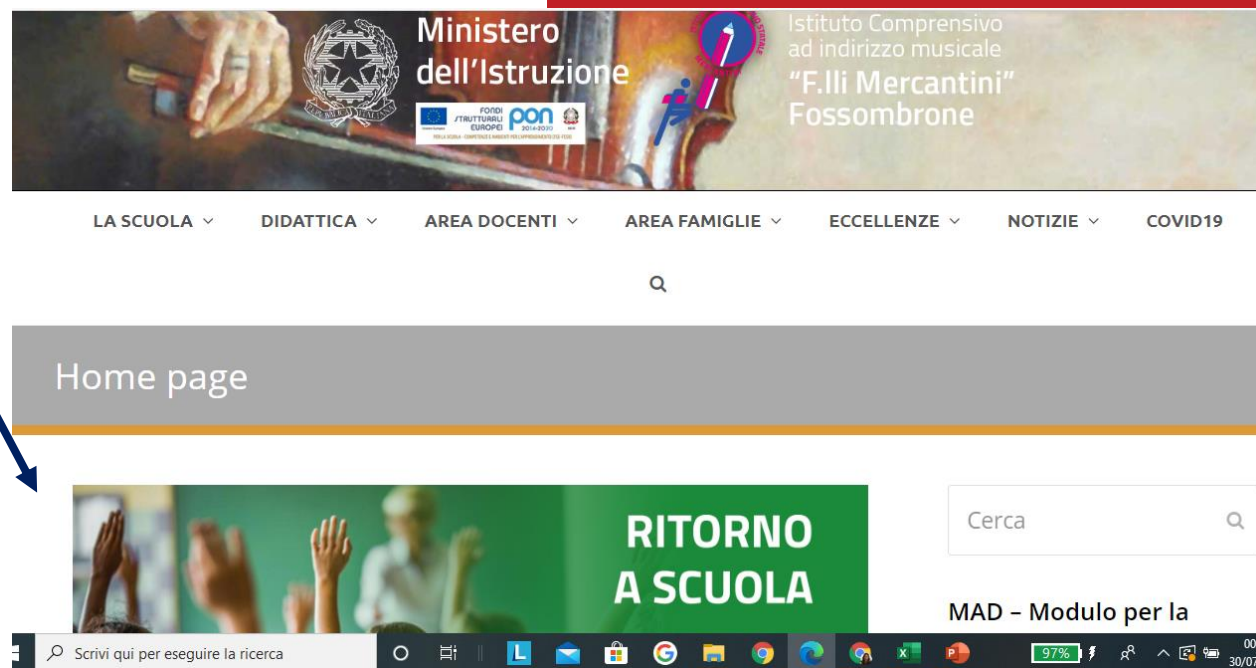 Ministero
dell'Istruzione
FONDI
STRUTTURALI
EUROPEI
pon
2014-2020
Istituto Comprensivo
ad indirizzo musicale
"F.lli Mercantini"
Fossombrone
LA SCUOLA
DIDATTICA
AREA DOCENTI
AREA FAMIGLIE
ECCELLENZE
NOTIZIE
COVID19
Home page
RITORNO
A SCUOLA
Cerca
MAD – Modulo per la
Scrivi qui per eseguire la ricerca
97%